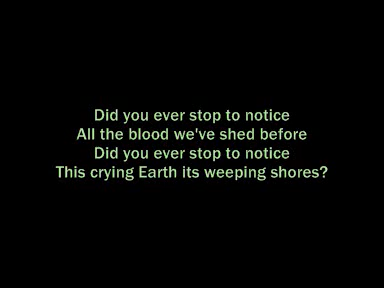 Did you ever stop to notice
All the blood we've shed before
Did you ever stop to notice
This crying Earth its weeping shores?